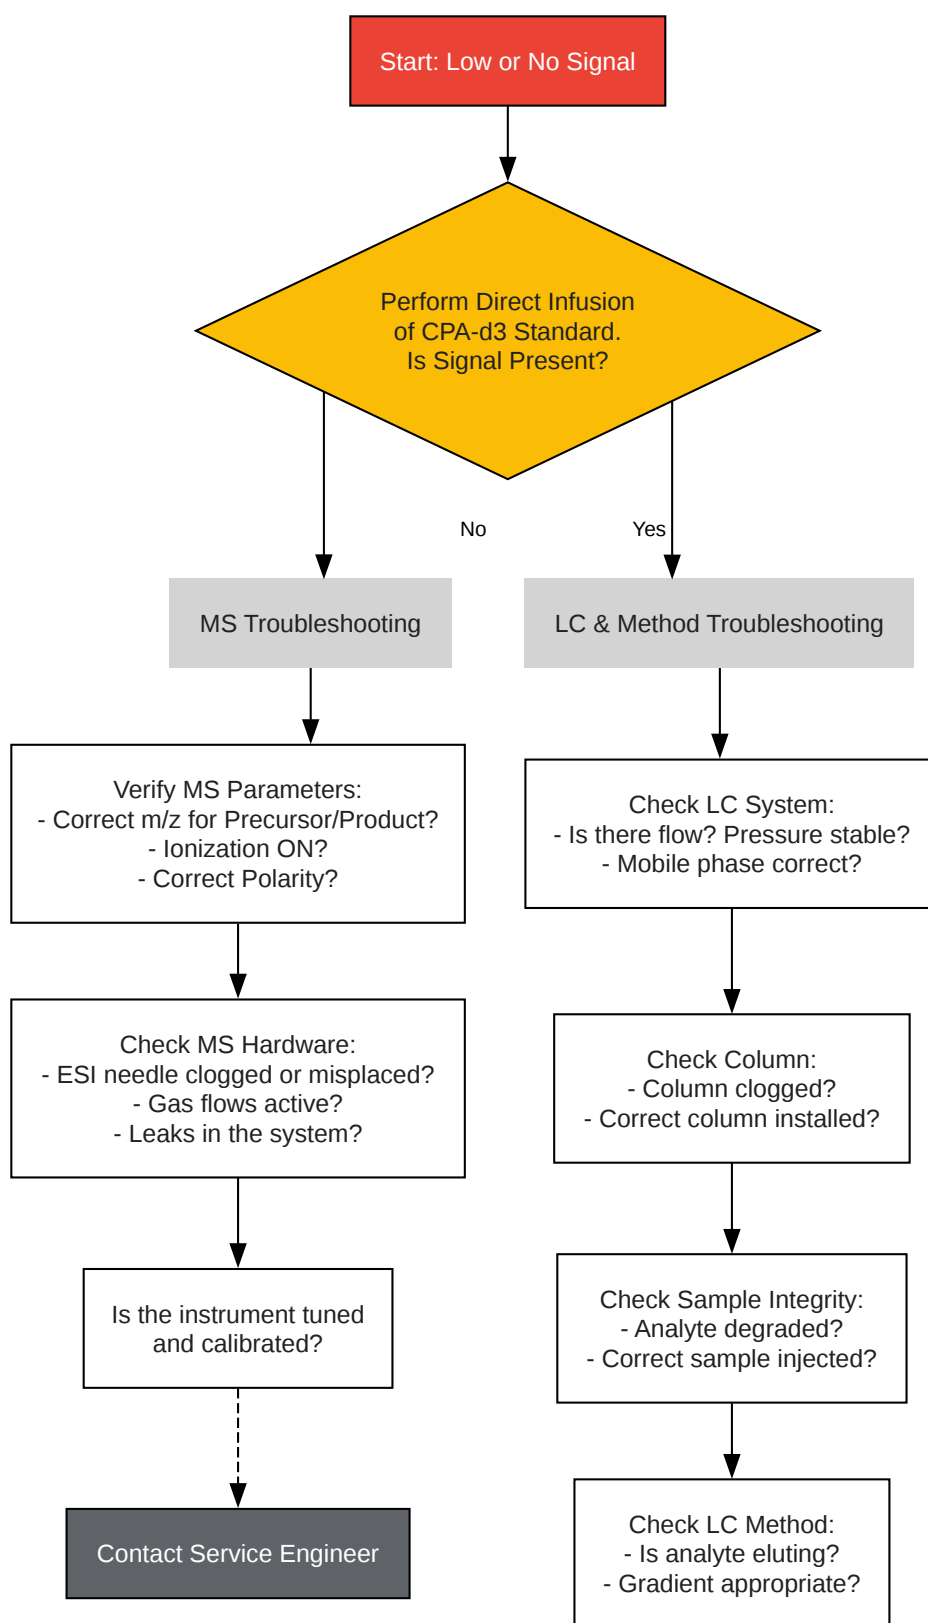 Start: Low or No Signal
Perform Direct Infusion
of CPA-d3 Standard.
Is Signal Present?
No
Yes
MS Troubleshooting
LC & Method Troubleshooting
Verify MS Parameters:
- Correct m/z for Precursor/Product?
- Ionization ON?
- Correct Polarity?
Check LC System:
- Is there flow? Pressure stable?
- Mobile phase correct?
Check MS Hardware:
- ESI needle clogged or misplaced?
- Gas flows active?
- Leaks in the system?
Check Column:
- Column clogged?
- Correct column installed?
Is the instrument tuned
and calibrated?
Check Sample Integrity:
- Analyte degraded?
- Correct sample injected?
Contact Service Engineer
Check LC Method:
- Is analyte eluting?
- Gradient appropriate?